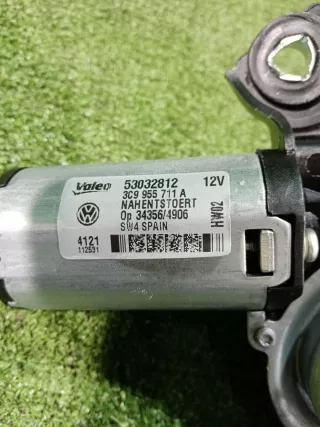 Valeo 53032812 12V
3C9 955 711 A
NAHENTSTOERT
Op 34356/4906
SW4 SPAIN
HW02
4121
112531